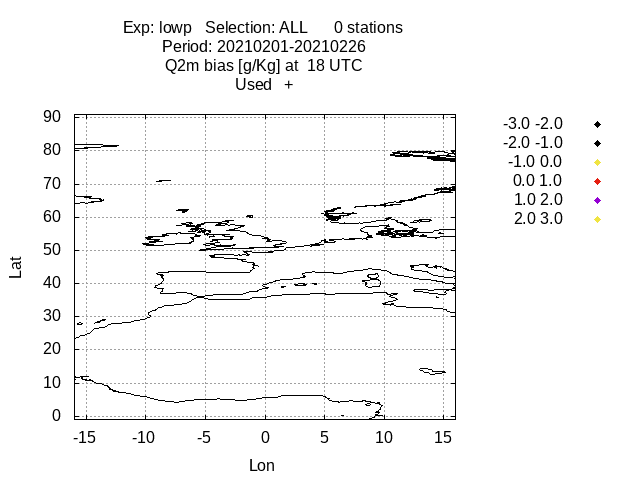 Exp: lowp   Selection: ALL      0 stations
Period: 20210201-20210226
Q2m bias [g/Kg] at  18 UTC
Used   +
-3.0 -2.0
-2.0 -1.0
-1.0 0.0
0.0 1.0
1.0 2.0
2.0 3.0
90
80
70
60
50
40
30
20
10
0
Lat
-15 -10 -5 0 5 10 15
Lon